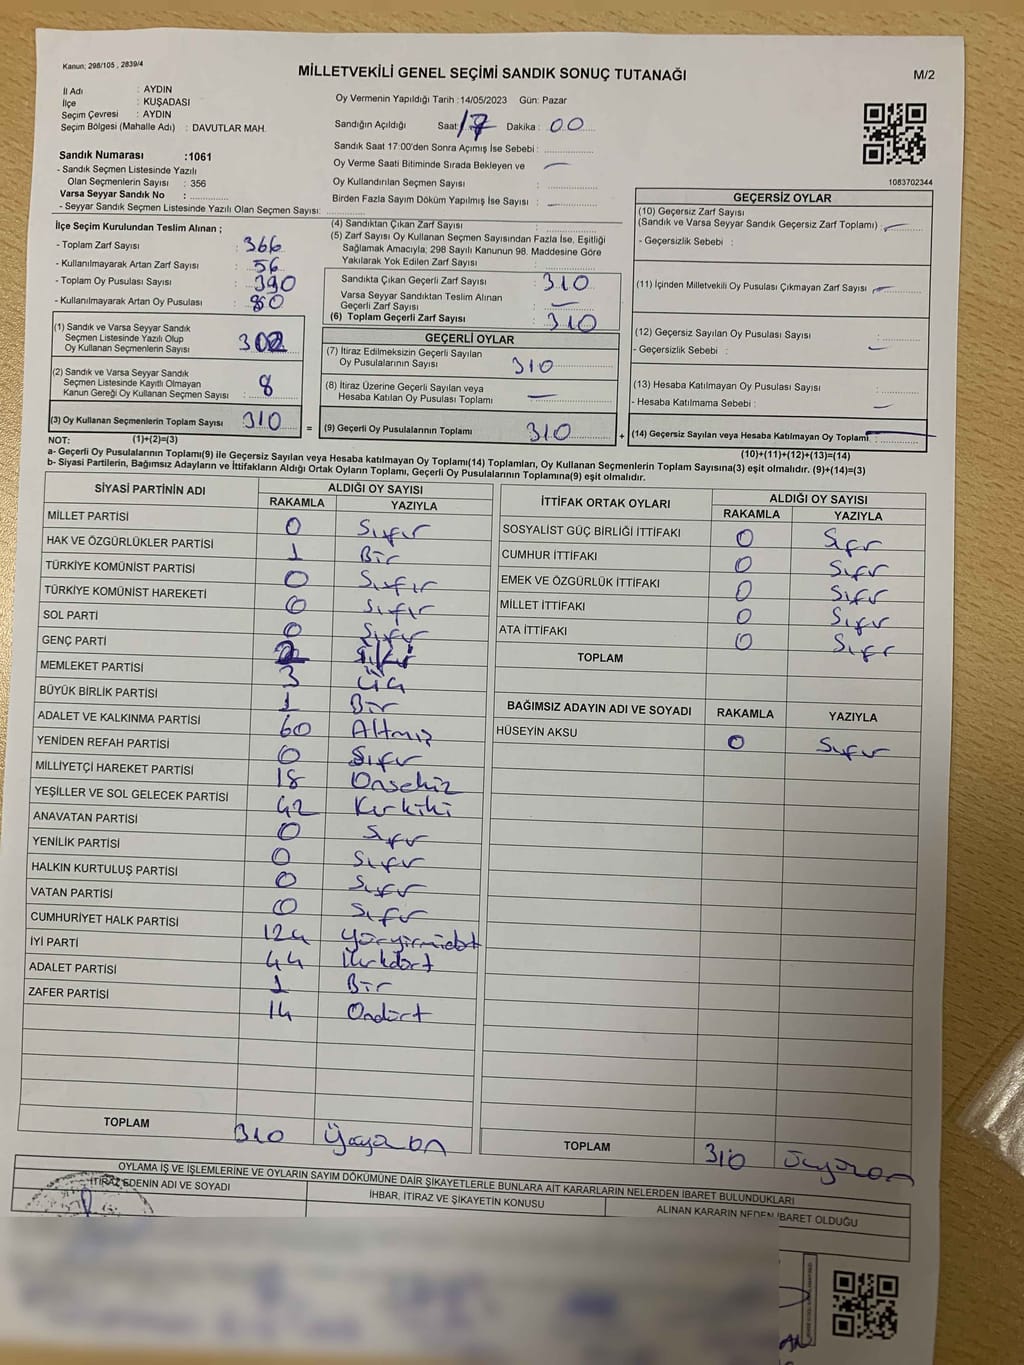 Kanun; 298/105 , 2839/4
MİLLETVEKİLİ GENEL SEÇİMİ SANDIK SONUÇ TUTANAĞI
M/2
İl Adı : AYDIN
İlçe : KUŞADASI
Seçim Çevresi : AYDIN
Seçim Bölgesi (Mahalle Adı) : DAVUTLAR MAH.
Oy Vermenin Yapıldığı Tarih :14/05/2023 Gün: Pazar
Sandığın Açıldığı Saat: 17 Dakika : 00
Sandık Saat 17:00'den Sonra Açımış İse Sebebi :
Oy Verme Saati Bitiminde Sırada Bekleyen ve
Oy Kullandırılan Seçmen Sayısı :
Birden Fazla Sayım Döküm Yapılmış İse Sayısı :
1083702344
Sandık Numarası :1061
- Sandık Seçmen Listesinde Yazılı
Olan Seçmenlerin Sayısı : 356
Varsa Seyyar Sandık No :
- Seyyar Sandık Seçmen Listesinde Yazılı Olan Seçmen Sayısı:
İlçe Seçim Kurulundan Teslim Alınan ;
- Toplam Zarf Sayısı : 366
- Kullanılmayarak Artan Zarf Sayısı : 56
- Toplam Oy Pusulası Sayısı : 390
- Kullanılmayarak Artan Oy Pusulası : 80
(1) Sandık ve Varsa Seyyar Sandık
Seçmen Listesinde Yazılı Olup
Oy Kullanan Seçmenlerin Sayısı : 302
(2) Sandık ve Varsa Seyyar Sandık
Seçmen Listesinde Kayıtlı Olmayan
Kanun Gereği Oy Kullanan Seçmen Sayısı : 8
(3) Oy Kullanan Seçmenlerin Toplam Sayısı : 310
(1)+(2)=(3)
(4) Sandıktan Çıkan Zarf Sayısı :
(5) Zarf Sayısı Oy Kullanan Seçmen Sayısından Fazla İse, Eşitliği
Sağlamak Amacıyla; 298 Sayılı Kanunun 98. Maddesine Göre
Yakılarak Yok Edilen Zarf Sayısı :
Sandıkta Çıkan Geçerli Zarf Sayısı : 310
Varsa Seyyar Sandıktan Teslim Alınan
Geçerli Zarf Sayısı :
(6) Toplam Geçerli Zarf Sayısı : 310
GEÇERLİ OYLAR
(7) İtiraz Edilmeksizin Geçerli Sayılan
Oy Pusulalarının Sayısı 310
(8) İtiraz Üzerine Geçerli Sayılan veya
Hesaba Katılan Oy Pusulası Toplamı
= (9) Geçerli Oy Pusulalarının Toplamı 310 +
GEÇERSİZ OYLAR
(10) Geçersiz Zarf Sayısı
(Sandık ve Varsa Seyyar Sandık Geçersiz Zarf Toplamı) :
- Geçersizlik Sebebi :
(11) İçinden Milletvekili Oy Pusulası Çıkmayan Zarf Sayısı
(12) Geçersiz Sayılan Oy Pusulası Sayısı :
- Geçersizlik Sebebi :
(13) Hesaba Katılmayan Oy Pusulası Sayısı
- Hesaba Katılmama Sebebi :
(14) Geçersiz Sayılan veya Hesaba Katılmayan Oy Toplamı :
(10)+(11)+(12)+(13)=(14)
NOT:
a- Geçerli Oy Pusulalarının Toplamı(9) ile Geçersiz Sayılan veya Hesaba katılmayan Oy Toplamı(14) Toplamları, Oy Kullanan Seçmenlerin Toplam Sayısına(3) eşit olmalıdır. (9)+(14)=(3)
b- Siyasi Partilerin, Bağımsız Adayların ve İttifakların Aldığı Ortak Oyların Toplamı, Geçerli Oy Pusulalarının Toplamına(9) eşit olmalıdır.
SİYASİ PARTİNİN ADI ALDIĞI OY SAYISI
RAKAMLA YAZIYLA
MİLLET PARTİSİ 0 Sıfır
HAK VE ÖZGÜRLÜKLER PARTİSİ 1 Bir
TÜRKİYE KOMÜNİST PARTİSİ 0 Sıfır
TÜRKİYE KOMÜNİST HAREKETİ 0 Sıfır
SOL PARTİ 0 Sıfır
GENÇ PARTİ 2 İki
MEMLEKET PARTİSİ 3 Üç
BÜYÜK BİRLİK PARTİSİ 1 Bir
ADALET VE KALKINMA PARTİSİ 60 Altmış
YENİDEN REFAH PARTİSİ 0 Sıfır
MİLLİYETÇİ HAREKET PARTİSİ 18 Onsekiz
YEŞİLLER VE SOL GELECEK PARTİSİ 42 Kırkiki
ANAVATAN PARTİSİ 0 Sıfır
YENİLİK PARTİSİ 0 Sıfır
HALKIN KURTULUŞ PARTİSİ 0 Sıfır
VATAN PARTİSİ 0 Sıfır
CUMHURİYET HALK PARTİSİ 124 Yüzyirmidört
İYİ PARTİ 44 Kırkdört
ADALET PARTİSİ 1 Bir
ZAFER PARTİSİ 14 Ondört
TOPLAM 310 Üçyüzon
İTTİFAK ORTAK OYLARI ALDIĞI OY SAYISI
RAKAMLA YAZIYLA
SOSYALİST GÜÇ BİRLİĞİ İTTİFAKI 0 Sıfır
CUMHUR İTTİFAKI 0 Sıfır
EMEK VE ÖZGÜRLÜK İTTİFAKI 0 Sıfır
MİLLET İTTİFAKI 0 Sıfır
ATA İTTİFAKI 0 Sıfır
TOPLAM
BAĞIMSIZ ADAYIN ADI VE SOYADI RAKAMLA YAZIYLA
HÜSEYİN AKSU 0 Sıfır
TOPLAM 310 Üçyüzon
OYLAMA İŞ VE İŞLEMLERİNE VE OYLARIN SAYIM DÖKÜMÜNE DAİR ŞİKAYETLERLE BUNLARA AİT KARARLARIN NELERDEN İBARET BULUNDUKLARI
İTİRAZ EDENİN ADI VE SOYADI İHBAR, İTİRAZ VE ŞİKAYETİN KONUSU ALINAN KARARIN NEDEN İBARET OLDUĞU